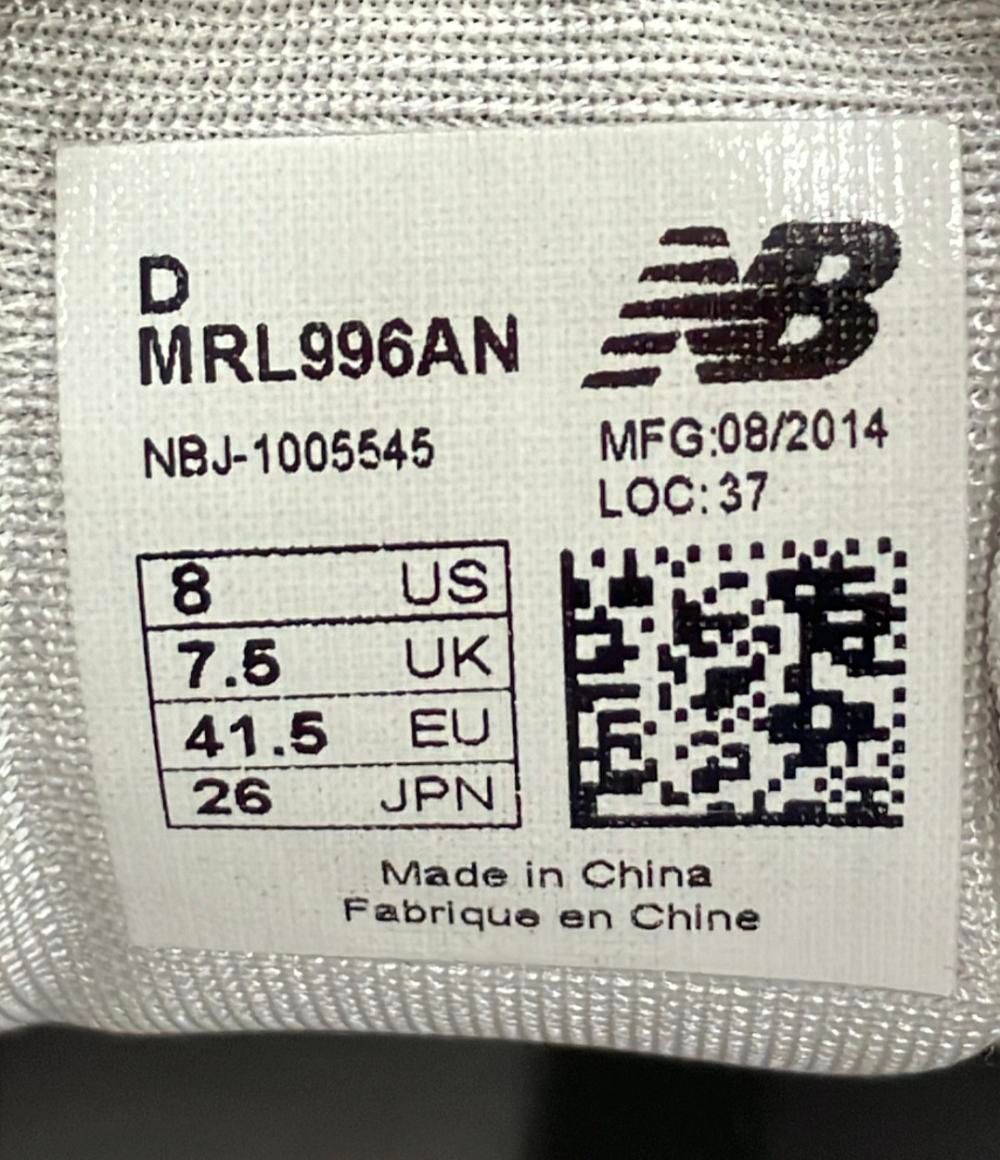 D
MRL996AN
NB
NBJ-1005545
MFG:08/2014
LOC:37
8 US
7.5 UK
41.5 EU
26 JPN
Made in China
Fabrique en Chine